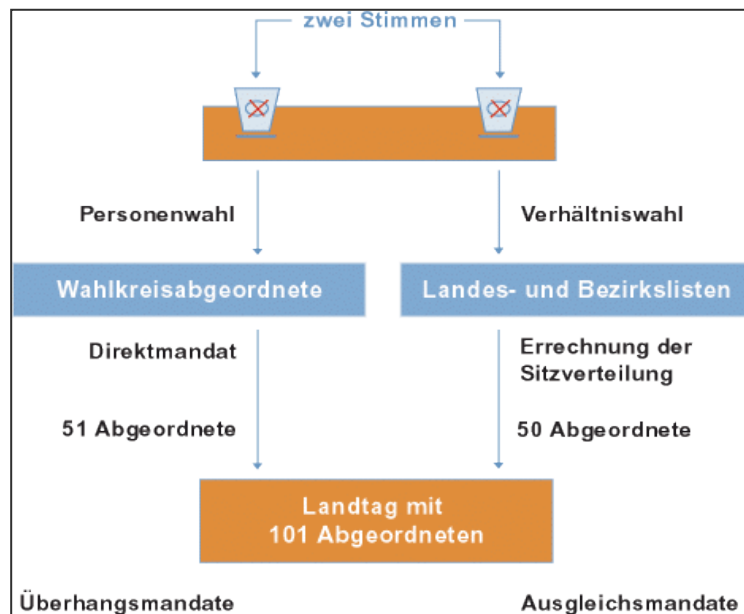 zwei Stimmen
Personenwahl
Verhältniswahl
Wahlkreisabgeordnete
Landes- und Bezirkslisten
Direktmandat
Errechnung der
Sitzverteilung
51 Abgeordnete
50 Abgeordnete
Landtag mit
101 Abgeordneten
Überhangsmandate
Ausgleichsmandate